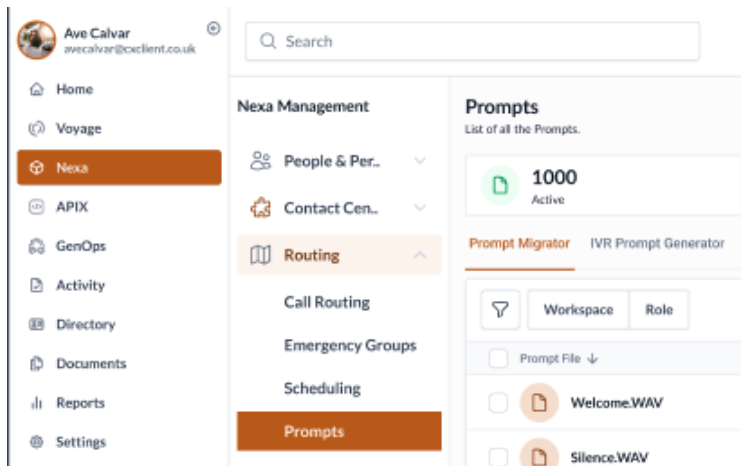 Ave Calvar
avecalvar@cxclient.co.uk
Search
Home
Voyage
Nexa
APIX
GenOps
Activity
Directory
Documents
Reports
Settings
Nexa Management
People & Per..
Contact Cen..
Routing
Call Routing
Emergency Groups
Scheduling
Prompts
Prompts
List of all the Prompts.
1000
Active
Prompt Migrator IVR Prompt Generator
Workspace Role
Prompt File ↓
Welcome.WAV
Silence.WAV